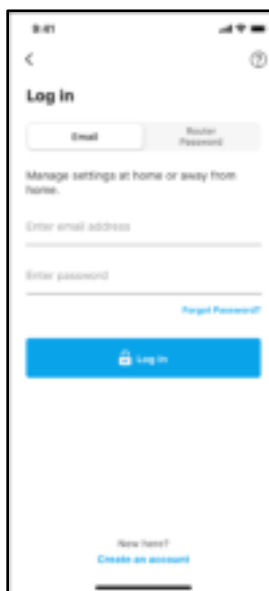 9:41
Log in
Email
Router
Password
Manage settings at home or away from
home.
Enter email address
Enter password
Forgot Password?
Log in
New here?
Create an account